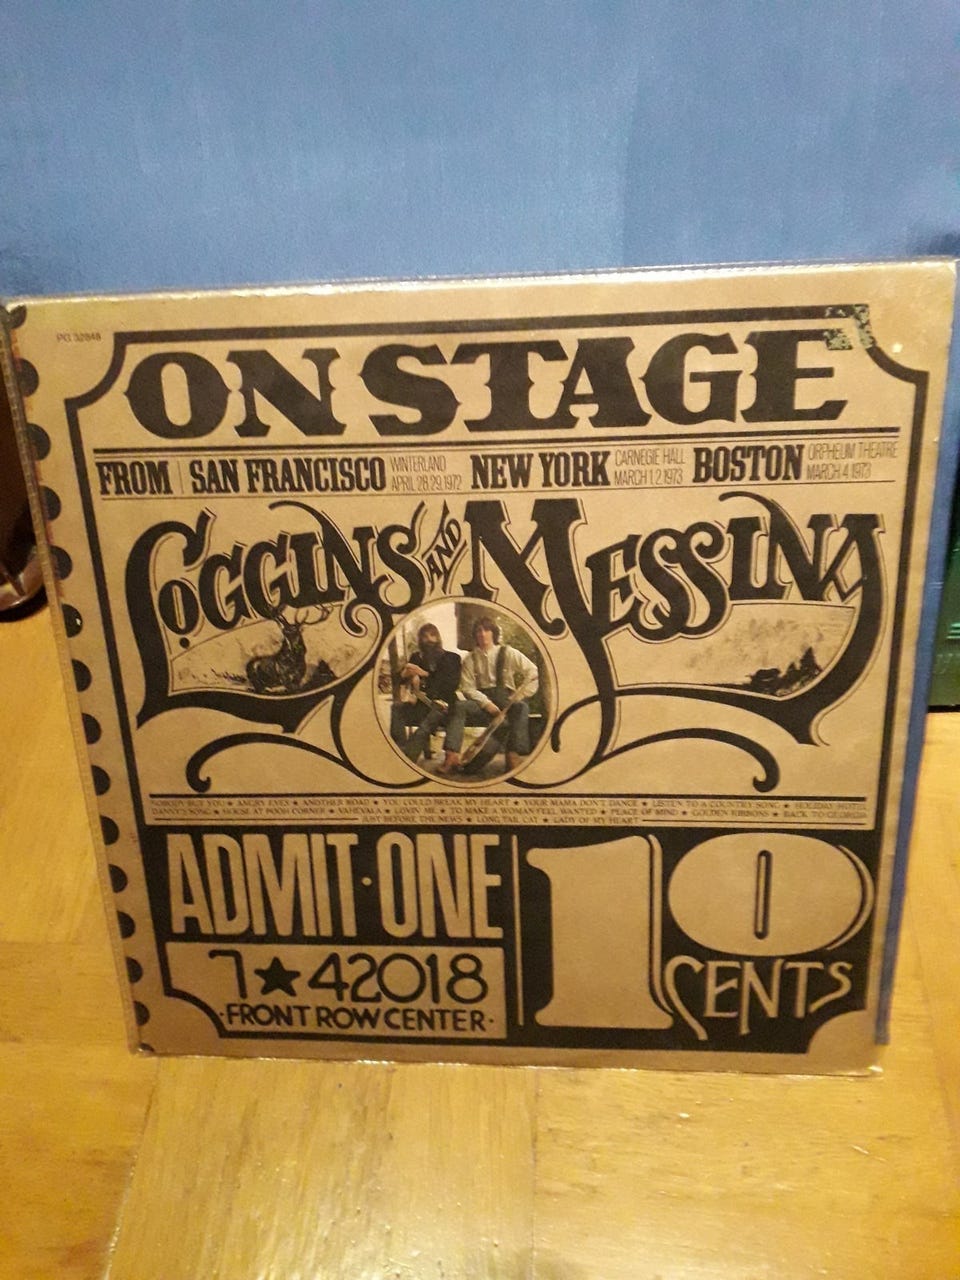 PG 32848
ON STAGE
FROM SAN FRANCISCO WINTERLAND APRIL 28.29.1972 NEW YORK CARNEGIE HALL MARCH 1.2.1973 BOSTON ORPHEUM THEATRE MARCH 4.1973
LOGGINS AND MESSINA
NOBODY BUT YOU ★ ANGRY EYES ★ ANOTHER ROAD ★ YOU COULD BREAK MY HEART ★ YOUR MAMA DON'T DANCE ★ LISTEN TO A COUNTRY SONG ★ HOLIDAY HOTEL
DANNY'S SONG ★ HOUSE AT POOH CORNER ★ VAHEVALA ★ LOVIN' ME ★ TO MAKE A WOMAN FEEL WANTED ★ PEACE OF MIND ★ GOLDEN RIBBONS ★ BACK TO GEORGIA
JUST BEFORE THE NEWS ★ LONG TAIL CAT ★ LADY OF MY HEART
ADMIT·ONE
10 CENTS
7★42018
·FRONT ROW CENTER·